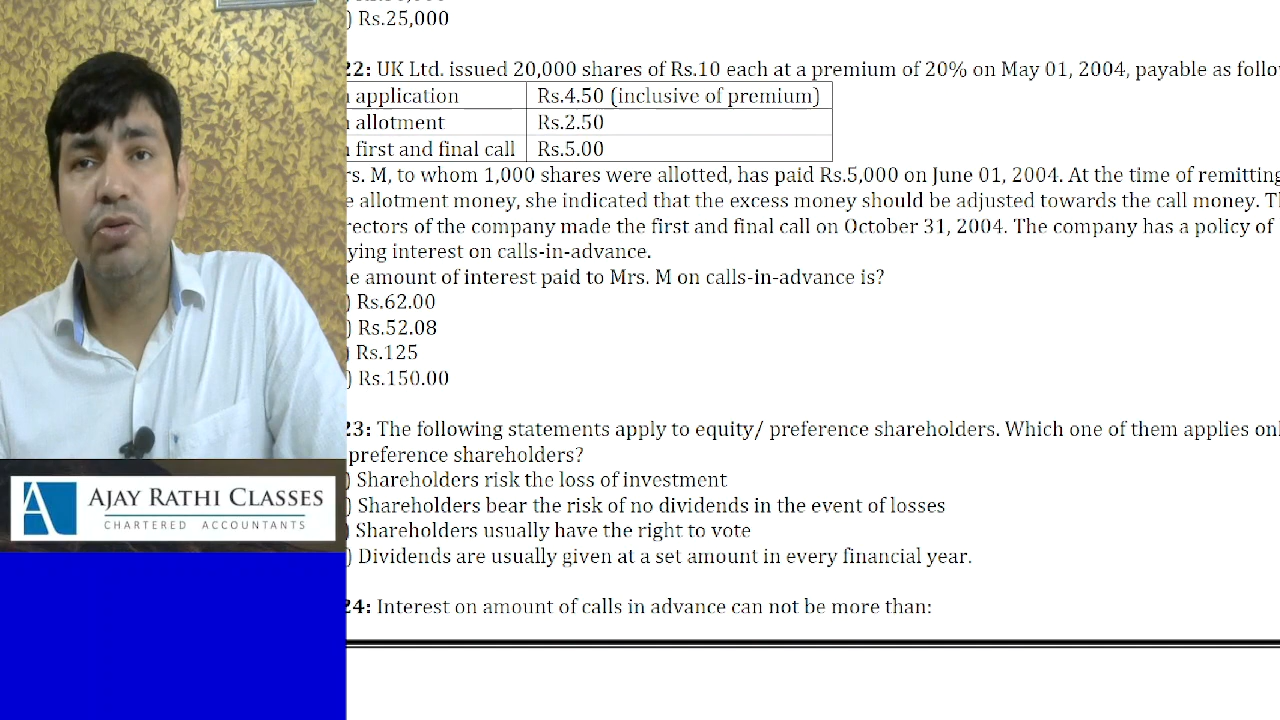 ) Rs.25,000
22: UK Ltd. issued 20,000 shares of Rs.10 each at a premium of 20% on May 01, 2004, payable as follo
application Rs.4.50 (inclusive of premium)
allotment Rs.2.50
first and final call Rs.5.00
rs. M, to whom 1,000 shares were allotted, has paid Rs.5,000 on June 01, 2004. At the time of remitting
e allotment money, she indicated that the excess money should be adjusted towards the call money. Th
rectors of the company made the first and final call on October 31, 2004. The company has a policy of
ying interest on calls-in-advance.
e amount of interest paid to Mrs. M on calls-in-advance is?
) Rs.62.00
) Rs.52.08
) Rs.125
) Rs.150.00
23: The following statements apply to equity/ preference shareholders. Which one of them applies onl
preference shareholders?
) Shareholders risk the loss of investment
) Shareholders bear the risk of no dividends in the event of losses
) Shareholders usually have the right to vote
) Dividends are usually given at a set amount in every financial year.
24: Interest on amount of calls in advance can not be more than:
A AJAY RATHI CLASSES
CHARTERED ACCOUNTANTS